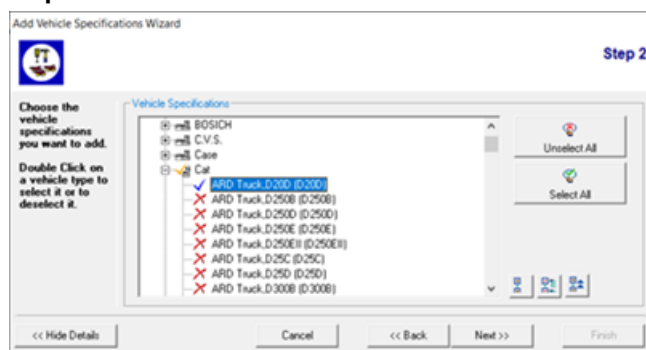 Add Vehicle Specifications Wizard
Step 2
Choose the
vehicle
specifications
you want to add.
Double Click on
a vehicle type to
select it or to
deselect it.
Vehicle Specifications
BOSICH
C.V.S.
Case
Cat
ARD Truck,D20D (D20D)
ARD Truck,D250B (D250B)
ARD Truck,D250D (D250D)
ARD Truck,D250E (D250E)
ARD Truck,D250EII (D250EII)
ARD Truck,D25C (D25C)
ARD Truck,D25D (D25D)
ARD Truck,D300B (D300B)
Unselect All
Select All
<< Hide Details
Cancel
<< Back
Next >>
Finish